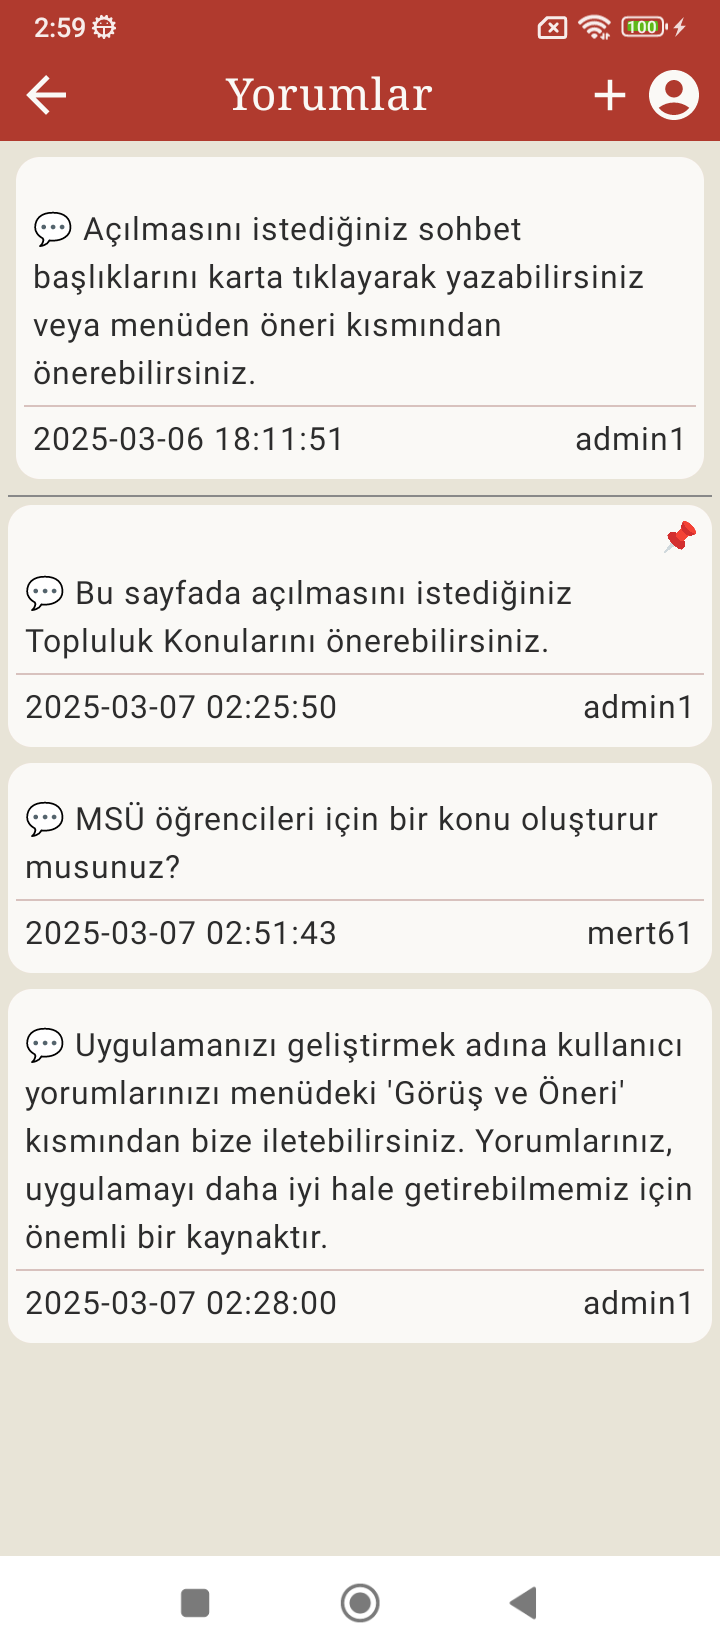 2:59
100
Yorumlar
💬 Açılmasını istediğiniz sohbet
başlıklarını karta tıklayarak yazabilirsiniz
veya menüden öneri kısmından
önerebilirsiniz.
2025-03-06 18:11:51 admin1
💬 Bu sayfada açılmasını istediğiniz
Topluluk Konularını önerebilirsiniz.
2025-03-07 02:25:50 admin1
💬 MSÜ öğrencileri için bir konu oluşturur
musunuz?
2025-03-07 02:51:43 mert61
💬 Uygulamanızı geliştirmek adına kullanıcı
yorumlarınızı menüdeki 'Görüş ve Öneri'
kısmından bize iletebilirsiniz. Yorumlarınız,
uygulamayı daha iyi hale getirebilmemiz için
önemli bir kaynaktır.
2025-03-07 02:28:00 admin1